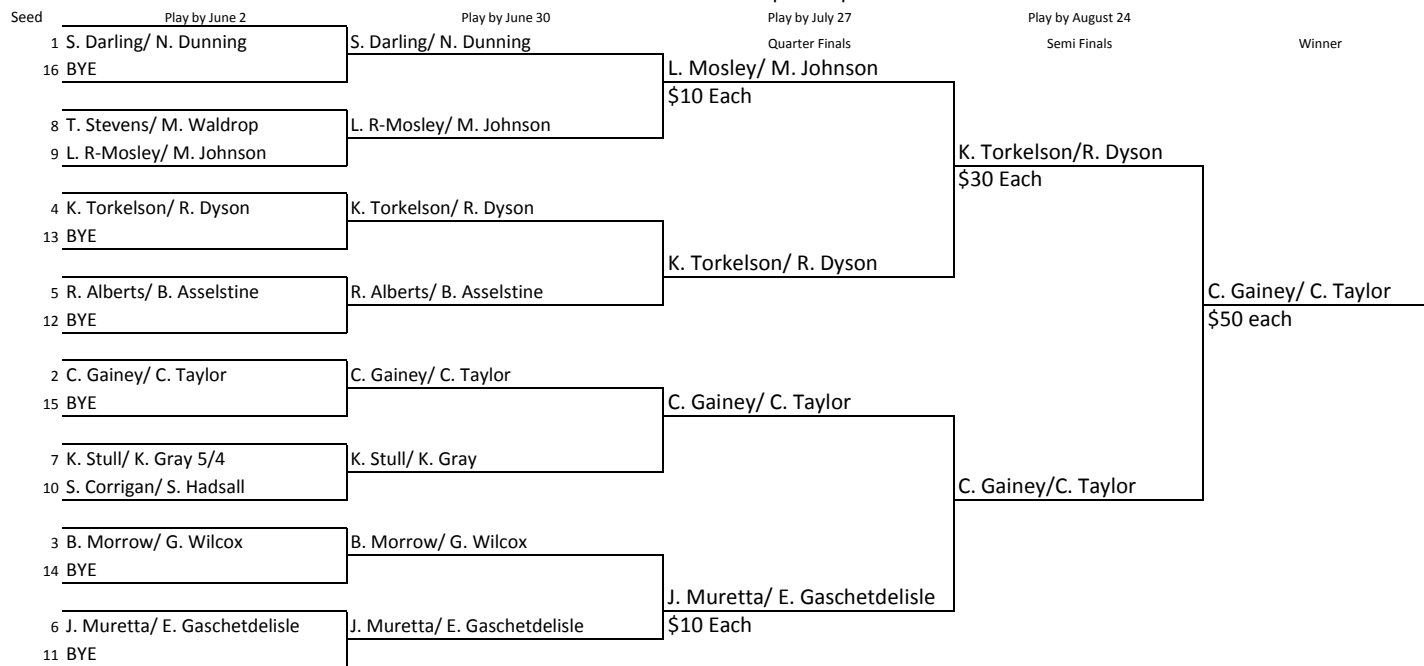 Seed
Play by June 2
Play by June 30
Play by July 27
Play by August 24
Quarter Finals
Semi Finals
Winner
1 S. Darling/ N. Dunning
16 BYE
8 T. Stevens/ M. Waldrop
9 L. R-Mosley/ M. Johnson
4 K. Torkelson/ R. Dyson
13 BYE
5 R. Alberts/ B. Asselstine
12 BYE
2 C. Gainey/ C. Taylor
15 BYE
7 K. Stull/ K. Gray 5/4
10 S. Corrigan/ S. Hadsall
3 B. Morrow/ G. Wilcox
14 BYE
6 J. Muretta/ E. Gaschetdelisle
11 BYE
S. Darling/ N. Dunning
L. R-Mosley/ M. Johnson
K. Torkelson/ R. Dyson
R. Alberts/ B. Asselstine
C. Gainey/ C. Taylor
K. Stull/ K. Gray
B. Morrow/ G. Wilcox
J. Muretta/ E. Gaschetdelisle
L. Mosley/ M. Johnson
$10 Each
K. Torkelson/ R. Dyson
C. Gainey/ C. Taylor
J. Muretta/ E. Gaschetdelisle
$10 Each
K. Torkelson/R. Dyson
$30 Each
C. Gainey/C. Taylor
C. Gainey/ C. Taylor
$50 each